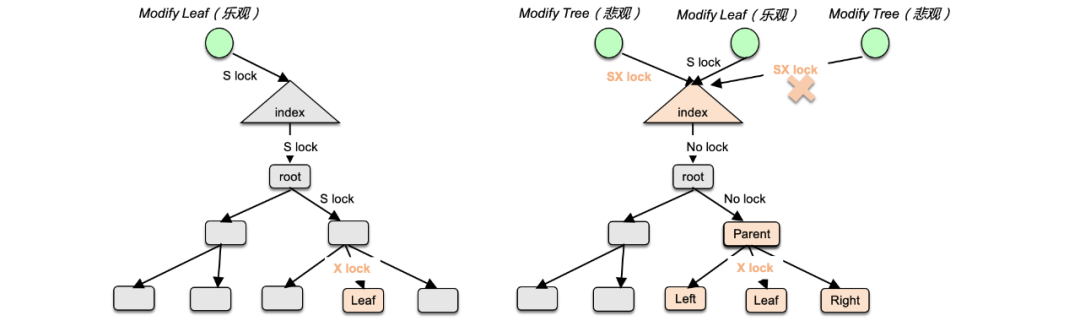 Modify Leaf（乐观）
S lock
index
S lock
root
S lock
X lock
Leaf
Modify Tree（悲观）
Modify Leaf（乐观）
Modify Tree（悲观）
SX lock
S lock
SX lock
index
No lock
root
No lock
Parent
X lock
Left
Leaf
Right